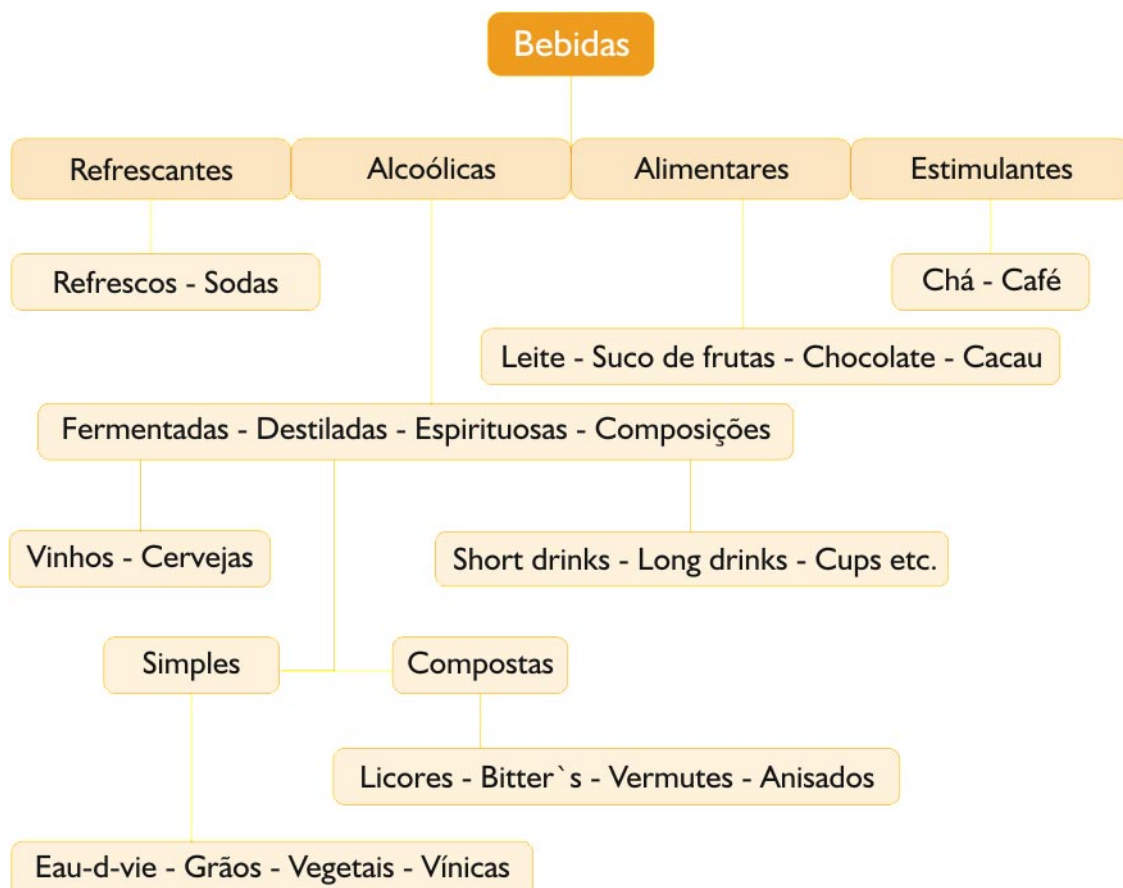 Bebidas
Refrescantes
Alcoólicas
Alimentares
Estimulantes
Refrescos - Sodas
Chá - Café
Leite - Suco de frutas - Chocolate - Cacau
Fermentadas - Destiladas - Espirituosas - Composições
Vinhos - Cervejas
Short drinks - Long drinks - Cups etc.
Simples
Compostas
Licores - Bitter`s - Vermutes - Anisados
Eau-d-vie - Grãos - Vegetais - Vínicas